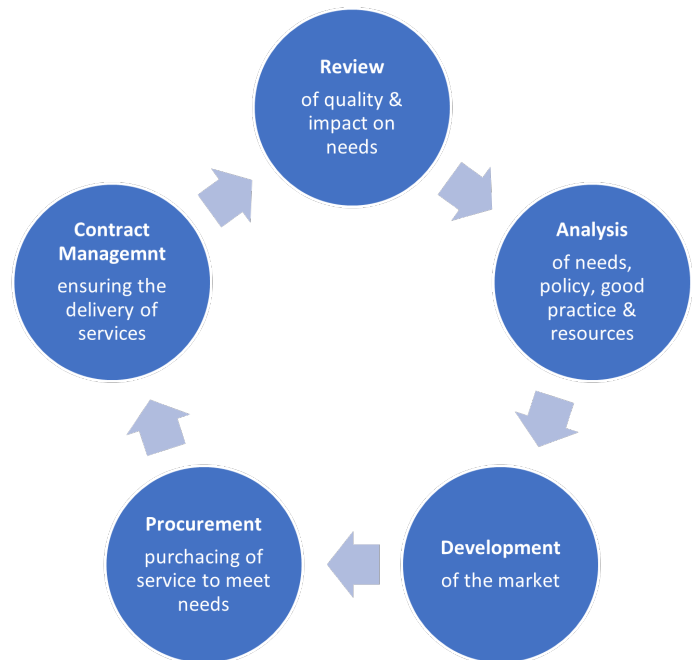 Review
of quality &
impact on
needs
Analysis
of needs,
policy, good
practice &
resources
Development
of the market
Procurement
purchacing of
service to meet
needs
Contract
Managemnt
ensuring the
delivery of
services